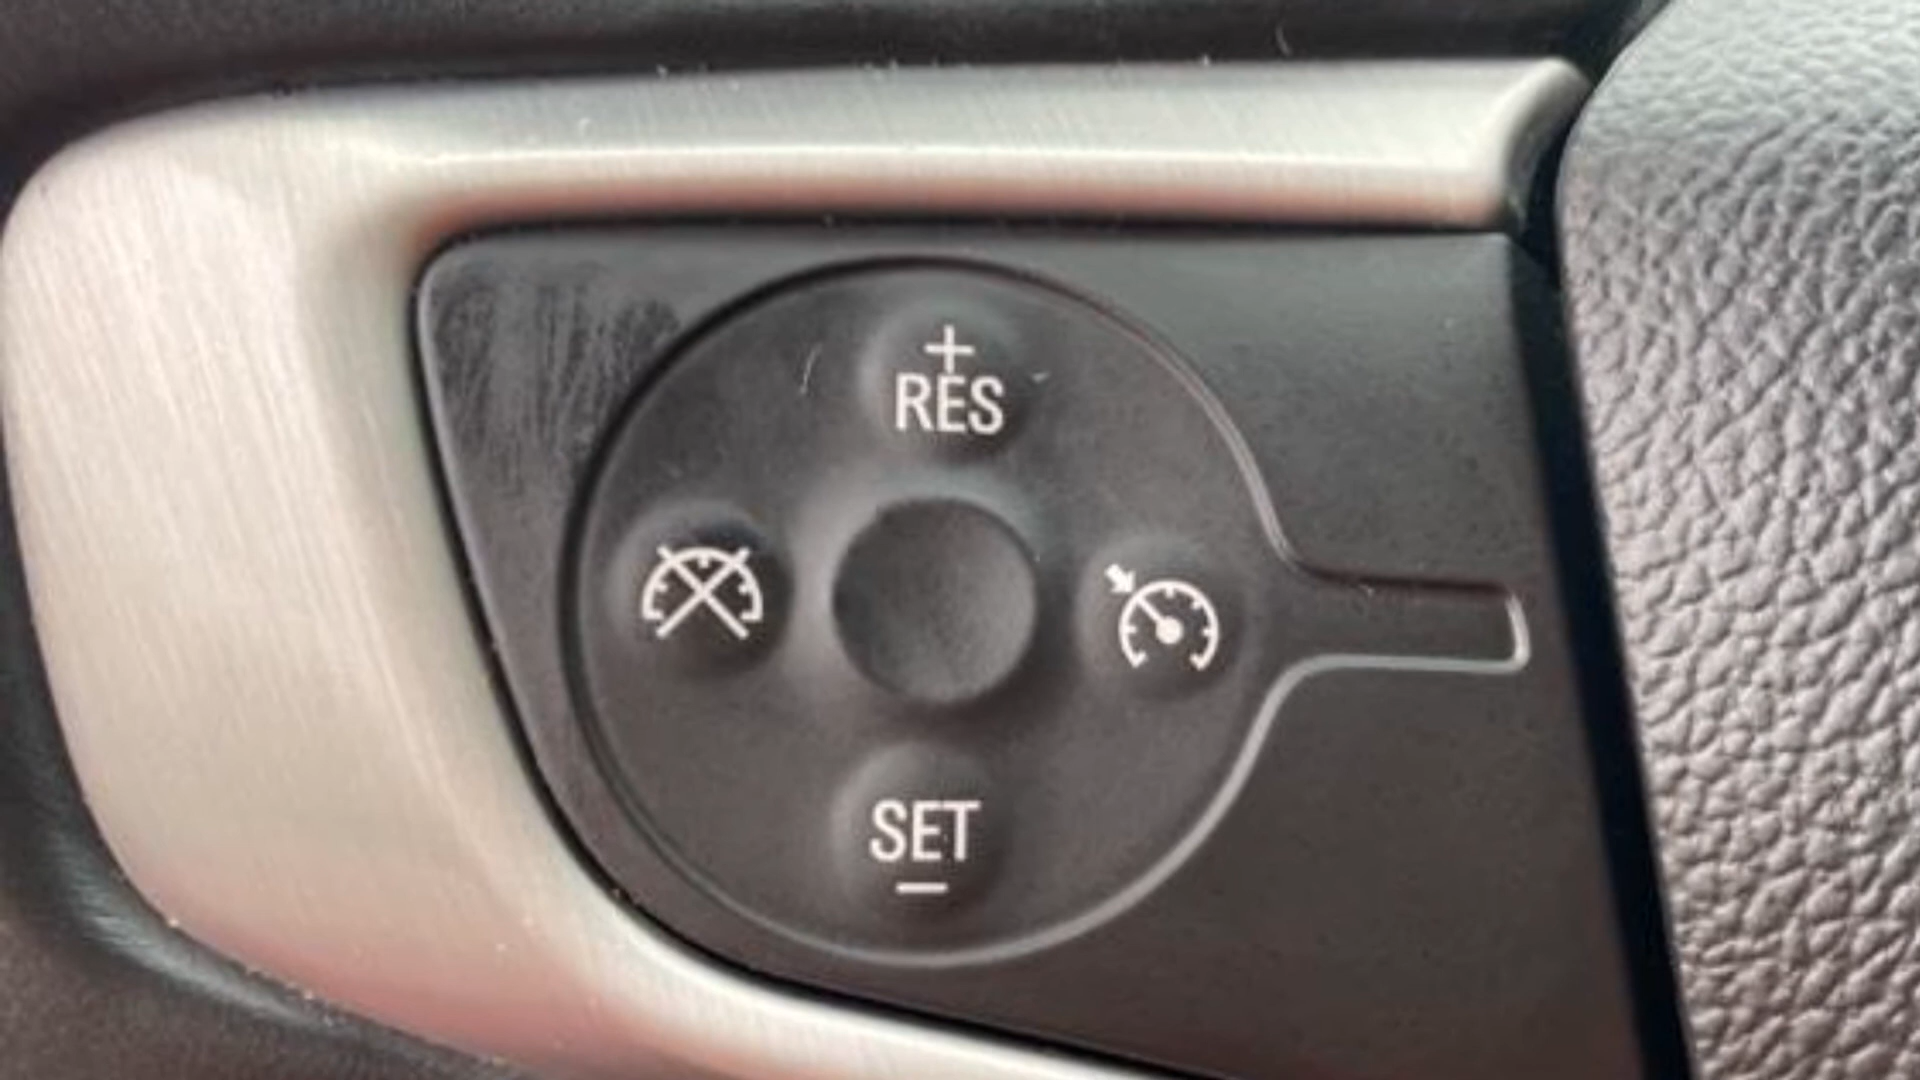 +
RES
SET
–